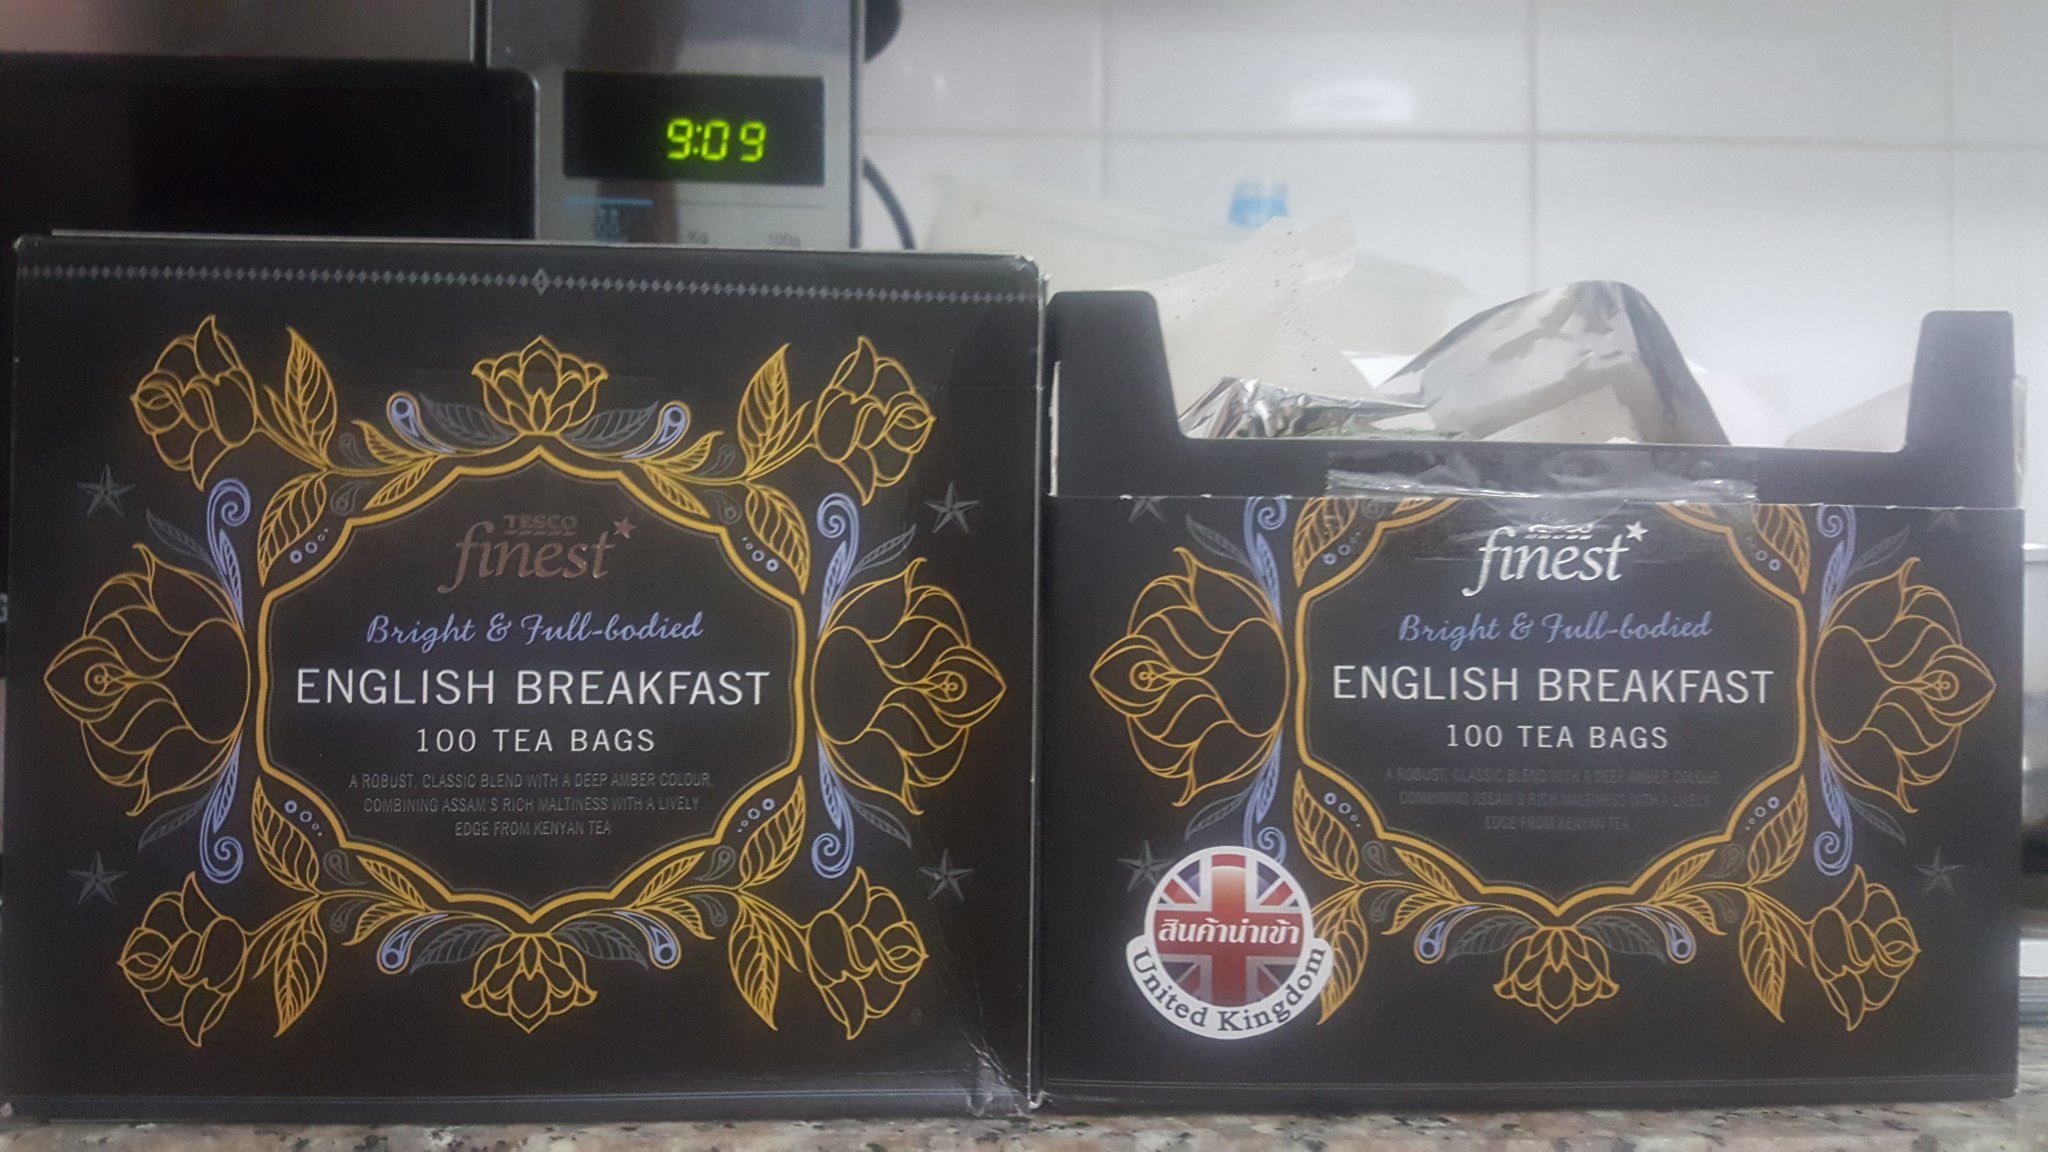 9:09
Kg 100g
TESCO
finest*
Bright & Full-bodied
ENGLISH BREAKFAST
100 TEA BAGS
A ROBUST, CLASSIC BLEND WITH A DEEP AMBER COLOUR,
COMBINING ASSAM'S RICH MALTINESS WITH A LIVELY
EDGE FROM KENYAN TEA
finest*
Bright & Full-bodied
ENGLISH BREAKFAST
100 TEA BAGS
A ROBUST, CLASSIC BLEND WITH A DEEP AMBER COLOUR,
COMBINING ASSAM'S RICH MALTINESS WITH A LIVELY
EDGE FROM KENYAN TEA
สินค้านำเข้า
United Kingdom